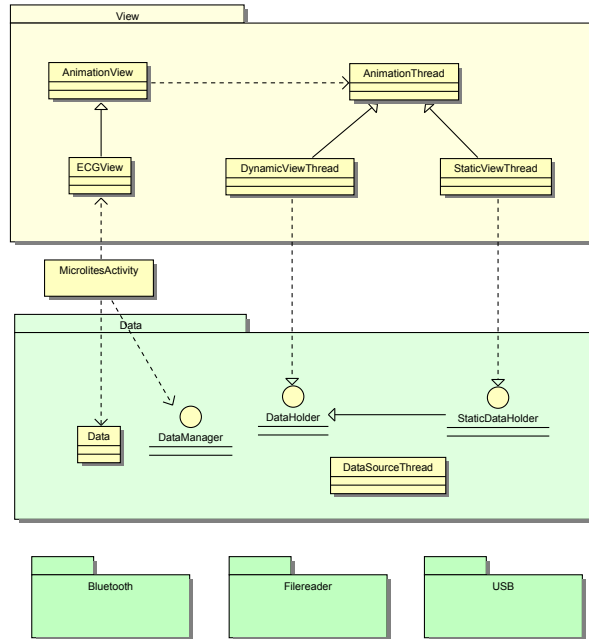 View
AnimationView
AnimationThread
ECGView
DynamicViewThread
StaticViewThread
MicrolitesActivity
Data
DataHolder
StaticDataHolder
Data
DataManager
DataSourceThread
Bluetooth
Filereader
USB